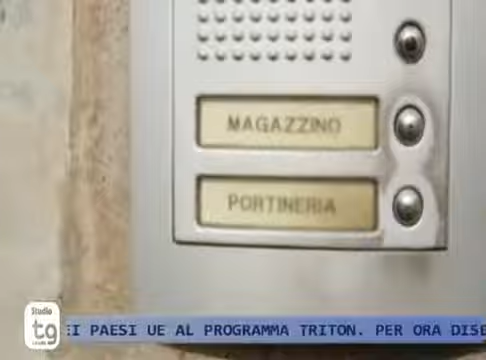 MAGAZZINO
PORTINERIA
Studio
tg
EI PAESI UE AL PROGRAMMA TRITON. PER ORA DISE